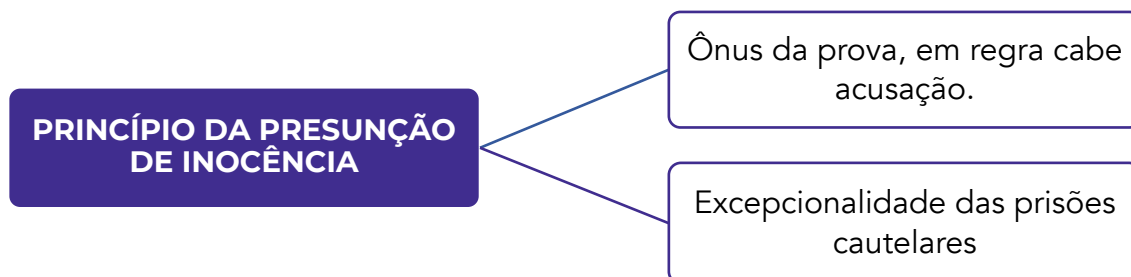 Ônus da prova, em regra cabe
acusação.
PRINCÍPIO DA PRESUNÇÃO
DE INOCÊNCIA
Excepcionalidade das prisões
cautelares